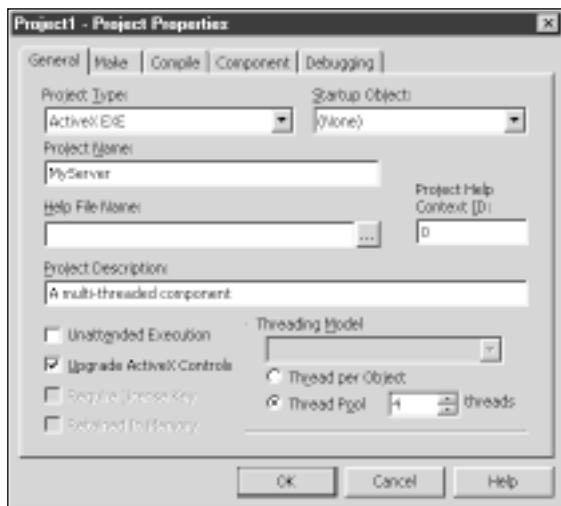 Project1 - Project Properties
General Make Compile Component Debugging
Project Type:
Startup Object:
ActiveX EXE
(None)
Project Name:
MyServer
Help File Name:
Project Help
Context ID:
...
0
Project Description:
A multi-threaded component
Unattended Execution
Upgrade ActiveX Controls
Require License Key
Retained In Memory
Threading Model
Thread per Object
Thread Pool 4 threads
OK Cancel Help